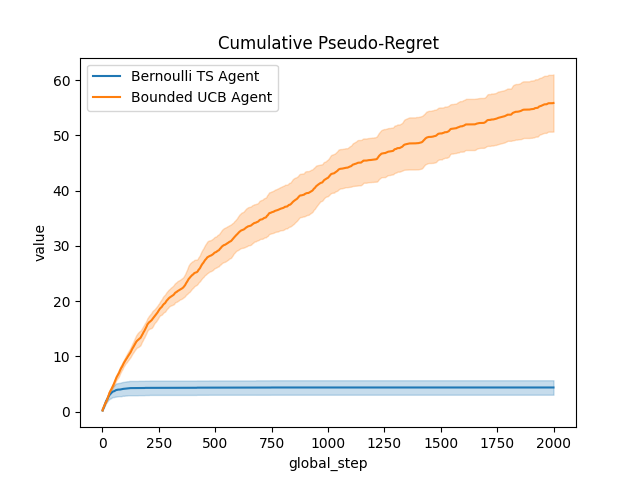 Cumulative Pseudo-Regret
Bernoulli TS Agent
Bounded UCB Agent
value
60
50
40
30
20
10
0
0 250 500 750 1000 1250 1500 1750 2000
global_step